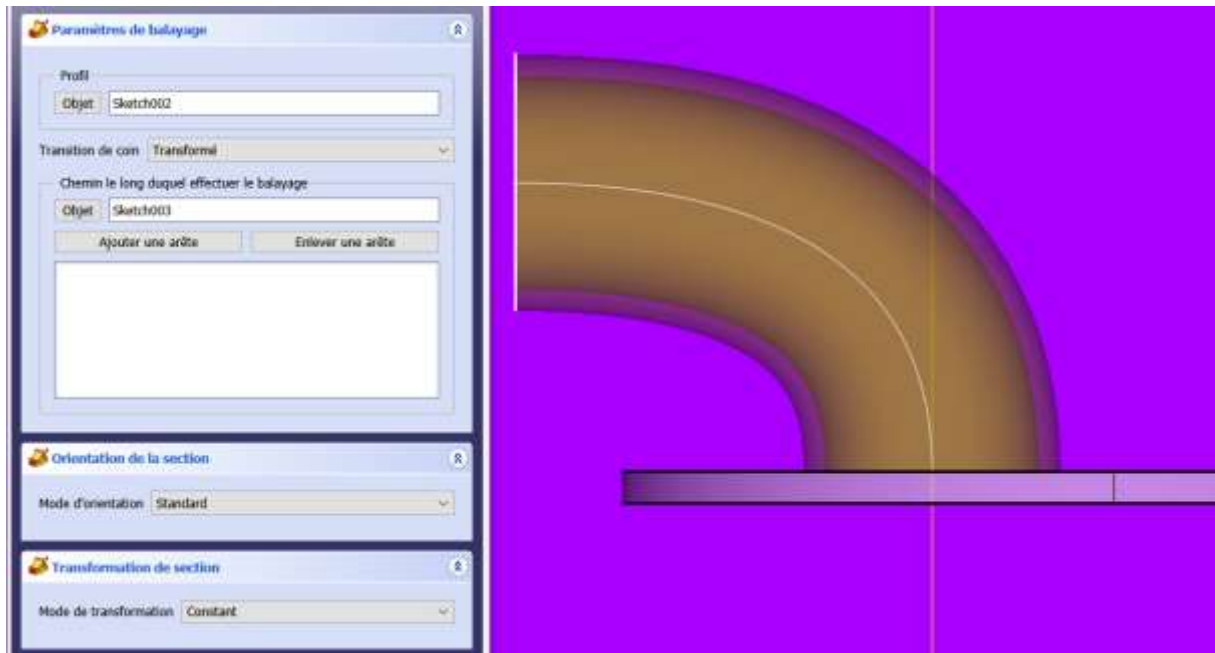 Paramètres de balayage
Profil
Objet Sketch002
Transition de coin Transformé
Chemin le long duquel effectuer le balayage
Objet Sketch003
Ajouter une arête Enlever une arête
Orientation de la section
Mode d'orientation Standard
Transformation de section
Mode de transformation Constant